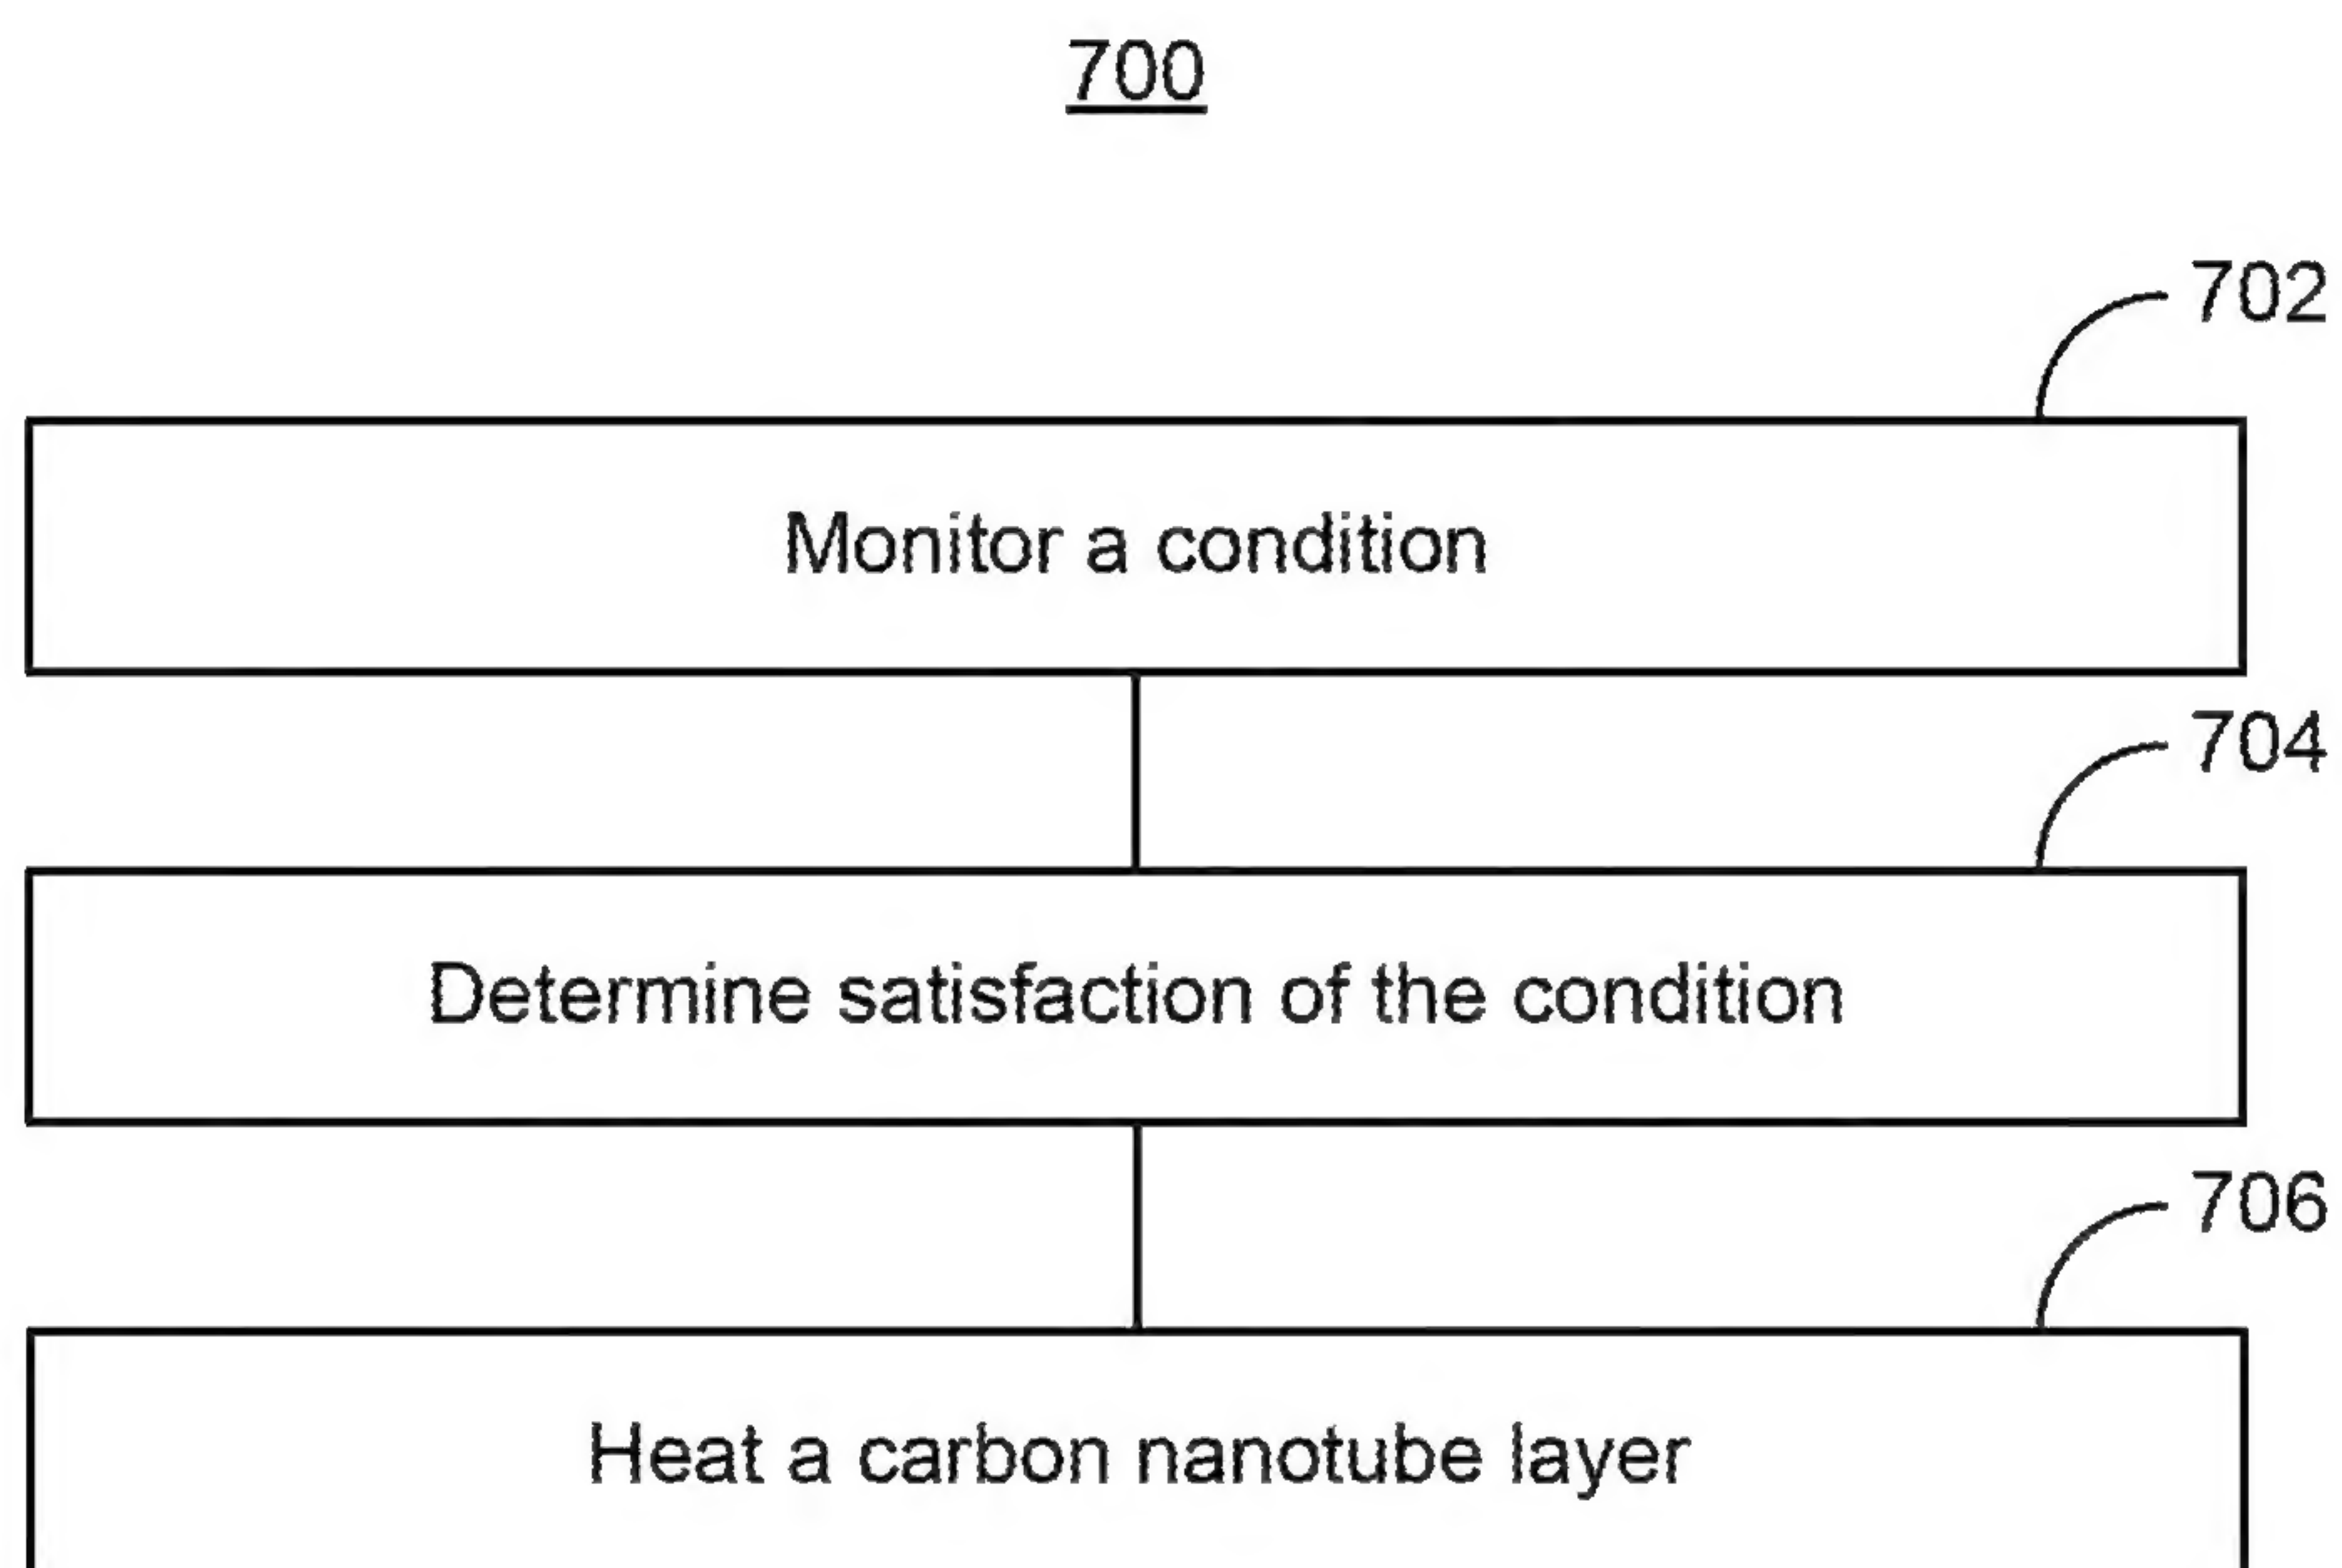 700
702
Monitor a condition
704
Determine satisfaction of the condition
706
Heat a carbon nanotube layer